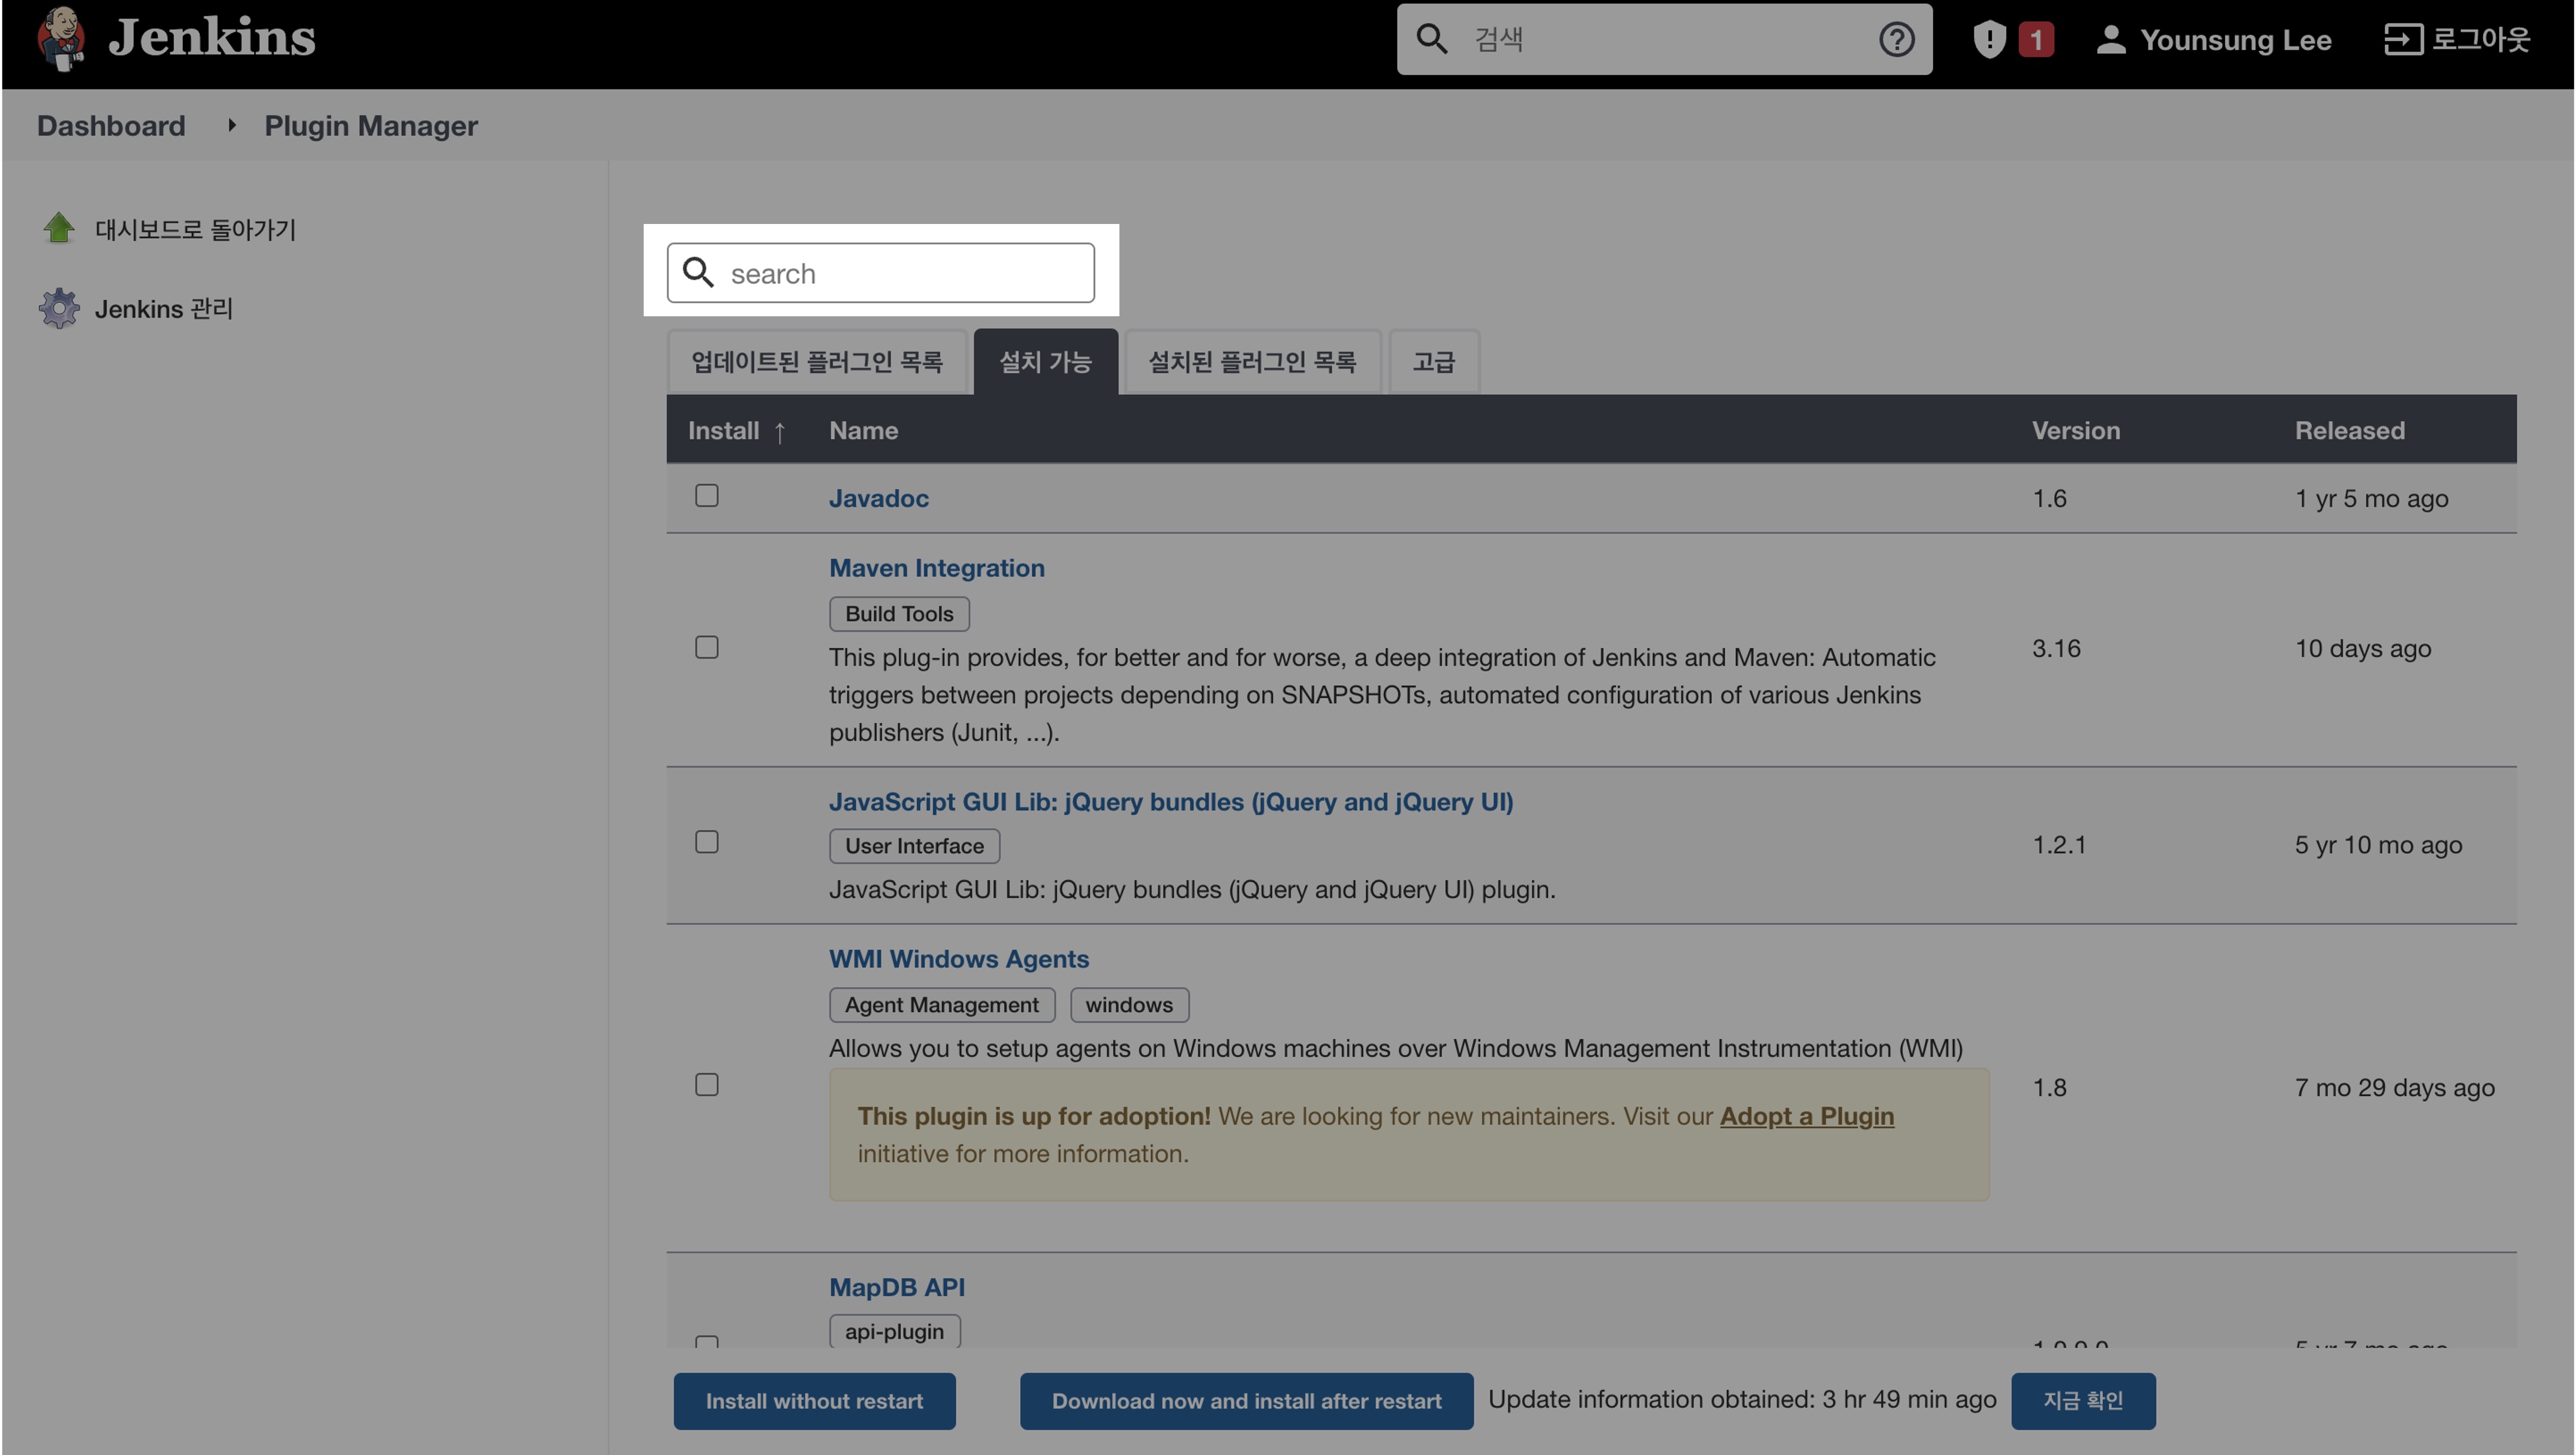 Jenkins
검색
1
Younsung Lee
로그아웃
Dashboard
Plugin Manager
대시보드로 돌아가기
Jenkins 관리
search
업데이트된 플러그인 목록
설치 가능
설치된 플러그인 목록
고급
Install ↑ Name Version Released
Javadoc 1.6 1 yr 5 mo ago
Maven Integration
Build Tools
This plug-in provides, for better and for worse, a deep integration of Jenkins and Maven: Automatic
triggers between projects depending on SNAPSHOTs, automated configuration of various Jenkins
publishers (Junit, ...).
3.16 10 days ago
JavaScript GUI Lib: jQuery bundles (jQuery and jQuery UI)
User Interface
JavaScript GUI Lib: jQuery bundles (jQuery and jQuery UI) plugin.
1.2.1 5 yr 10 mo ago
WMI Windows Agents
Agent Management windows
Allows you to setup agents on Windows machines over Windows Management Instrumentation (WMI)
This plugin is up for adoption! We are looking for new maintainers. Visit our Adopt a Plugin
initiative for more information.
1.8 7 mo 29 days ago
MapDB API
api-plugin
Install without restart
Download now and install after restart
Update information obtained: 3 hr 49 min ago
지금 확인